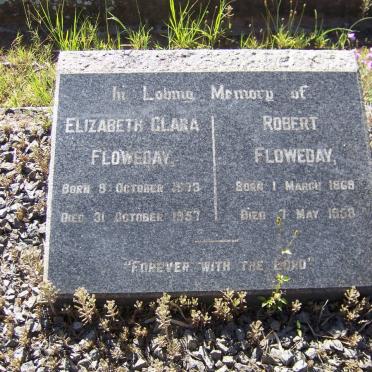 In Loving Memory of
ELIZABETH CLARA
FLOWEDAY,
BORN 9 OCTOBER 1873
DIED 31 OCTOBER 1957
ROBERT
FLOWEDAY,
BORN 1 MARCH 1868
DIED 7 MAY 1958
"FOREVER WITH THE LORD"